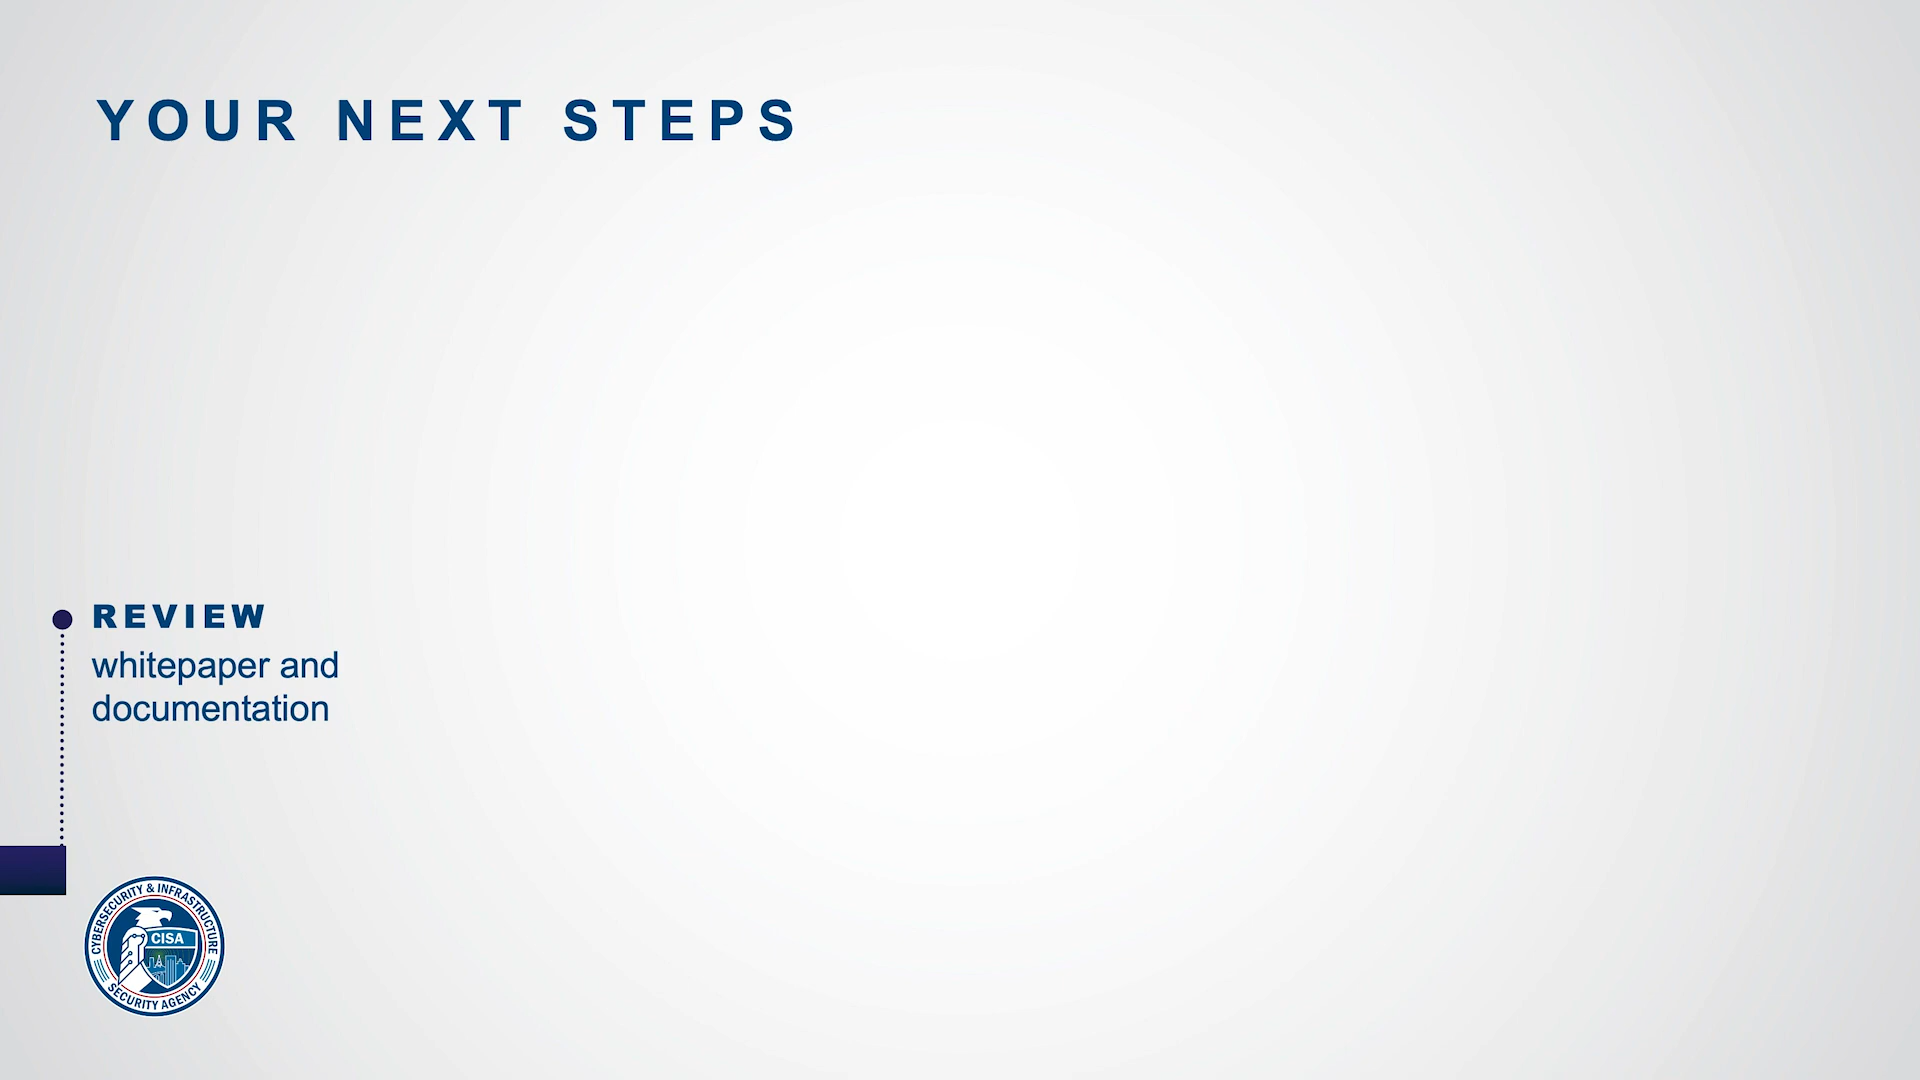 YOUR NEXT STEPS
REVIEW
whitepaper and
documentation
CYBERSECURITY & INFRASTRUCTURE
CISA
SECURITY AGENCY